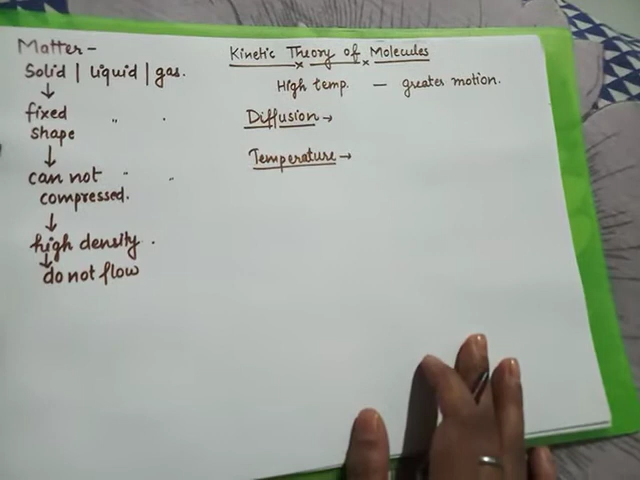 Matter -
Solid | liquid | gas.
↓
fixed " .
shape
↓
can not " "
compressed.
↓
high density .
↓
do not flow
Kinetic Theory of Molecules
High temp. — greater motion.
Diffusion →
Temperature →